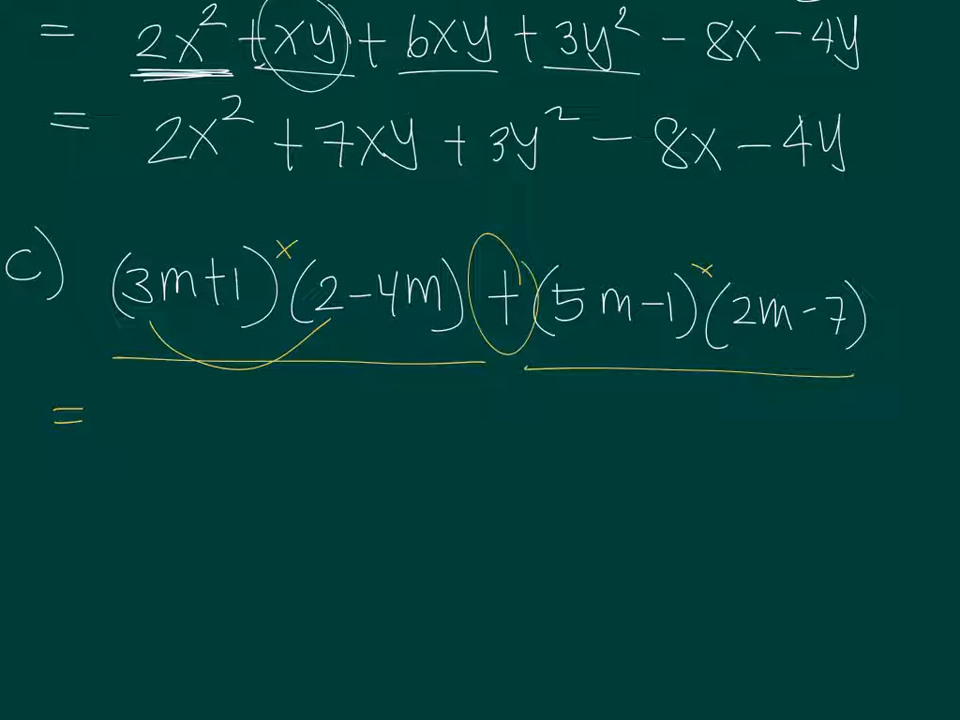 = 2x² + xy + 6xy + 3y² - 8x - 4y
= 2x² + 7xy + 3y² - 8x - 4y
c) (3m+1)ˣ(2-4m) + (5m-1)ˣ(2m-7)
=